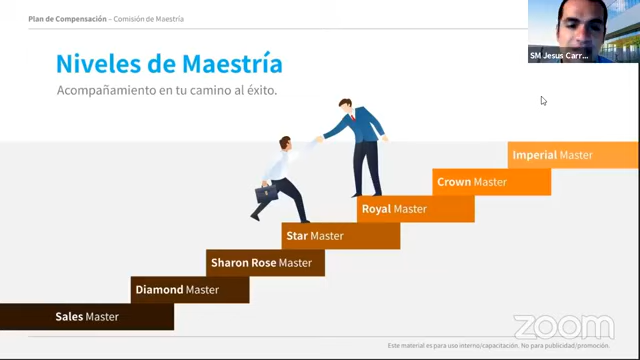 Plan de Compensación – Comisión de Maestría
SM Jesus Carr...
Niveles de Maestría
Acompañamiento en tu camino al éxito.
Imperial Master
Crown Master
Royal Master
Star Master
Sharon Rose Master
Diamond Master
Sales Master
zoom
Este material es para uso interno/capacitación. No para publicidad/promoción.